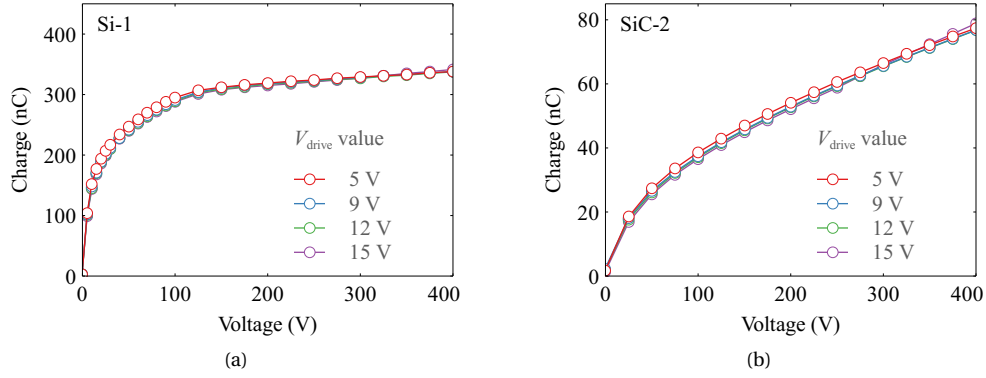 Si-1
400
300
200
100
0
Charge (nC)
V_drive value
5 V
9 V
12 V
15 V
0 100 200 300 400
Voltage (V)
(a)
SiC-2
80
60
40
20
0
Charge (nC)
V_drive value
5 V
9 V
12 V
15 V
0 100 200 300 400
Voltage (V)
(b)